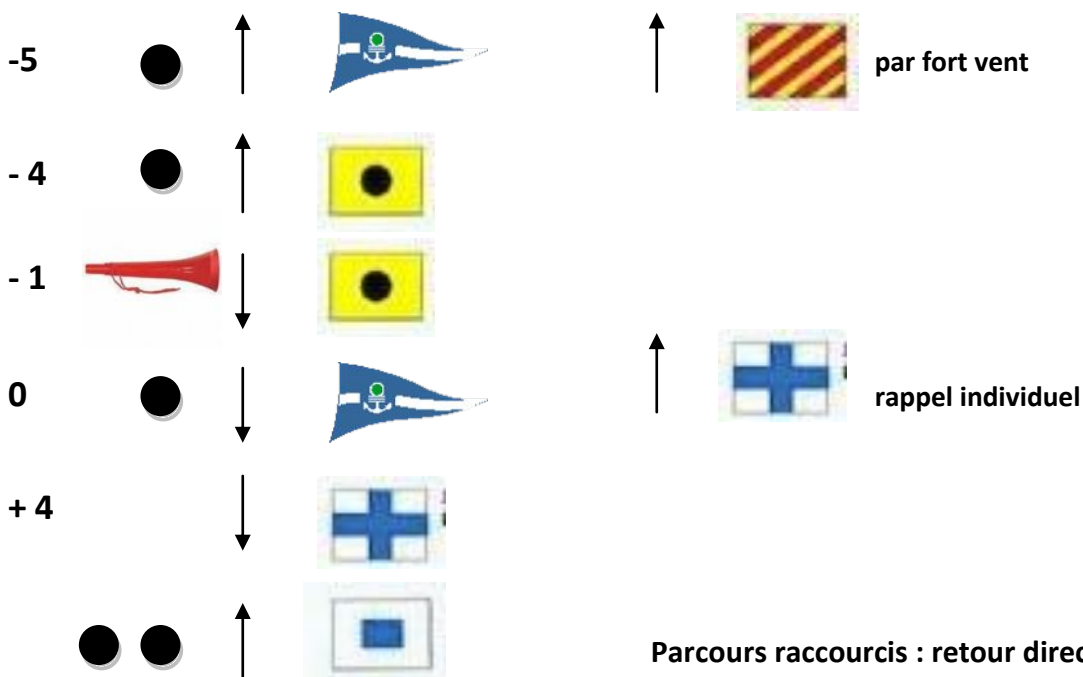 -5 par fort vent
- 4
- 1
0 rappel individuel
+ 4
Parcours raccourcis : retour direc